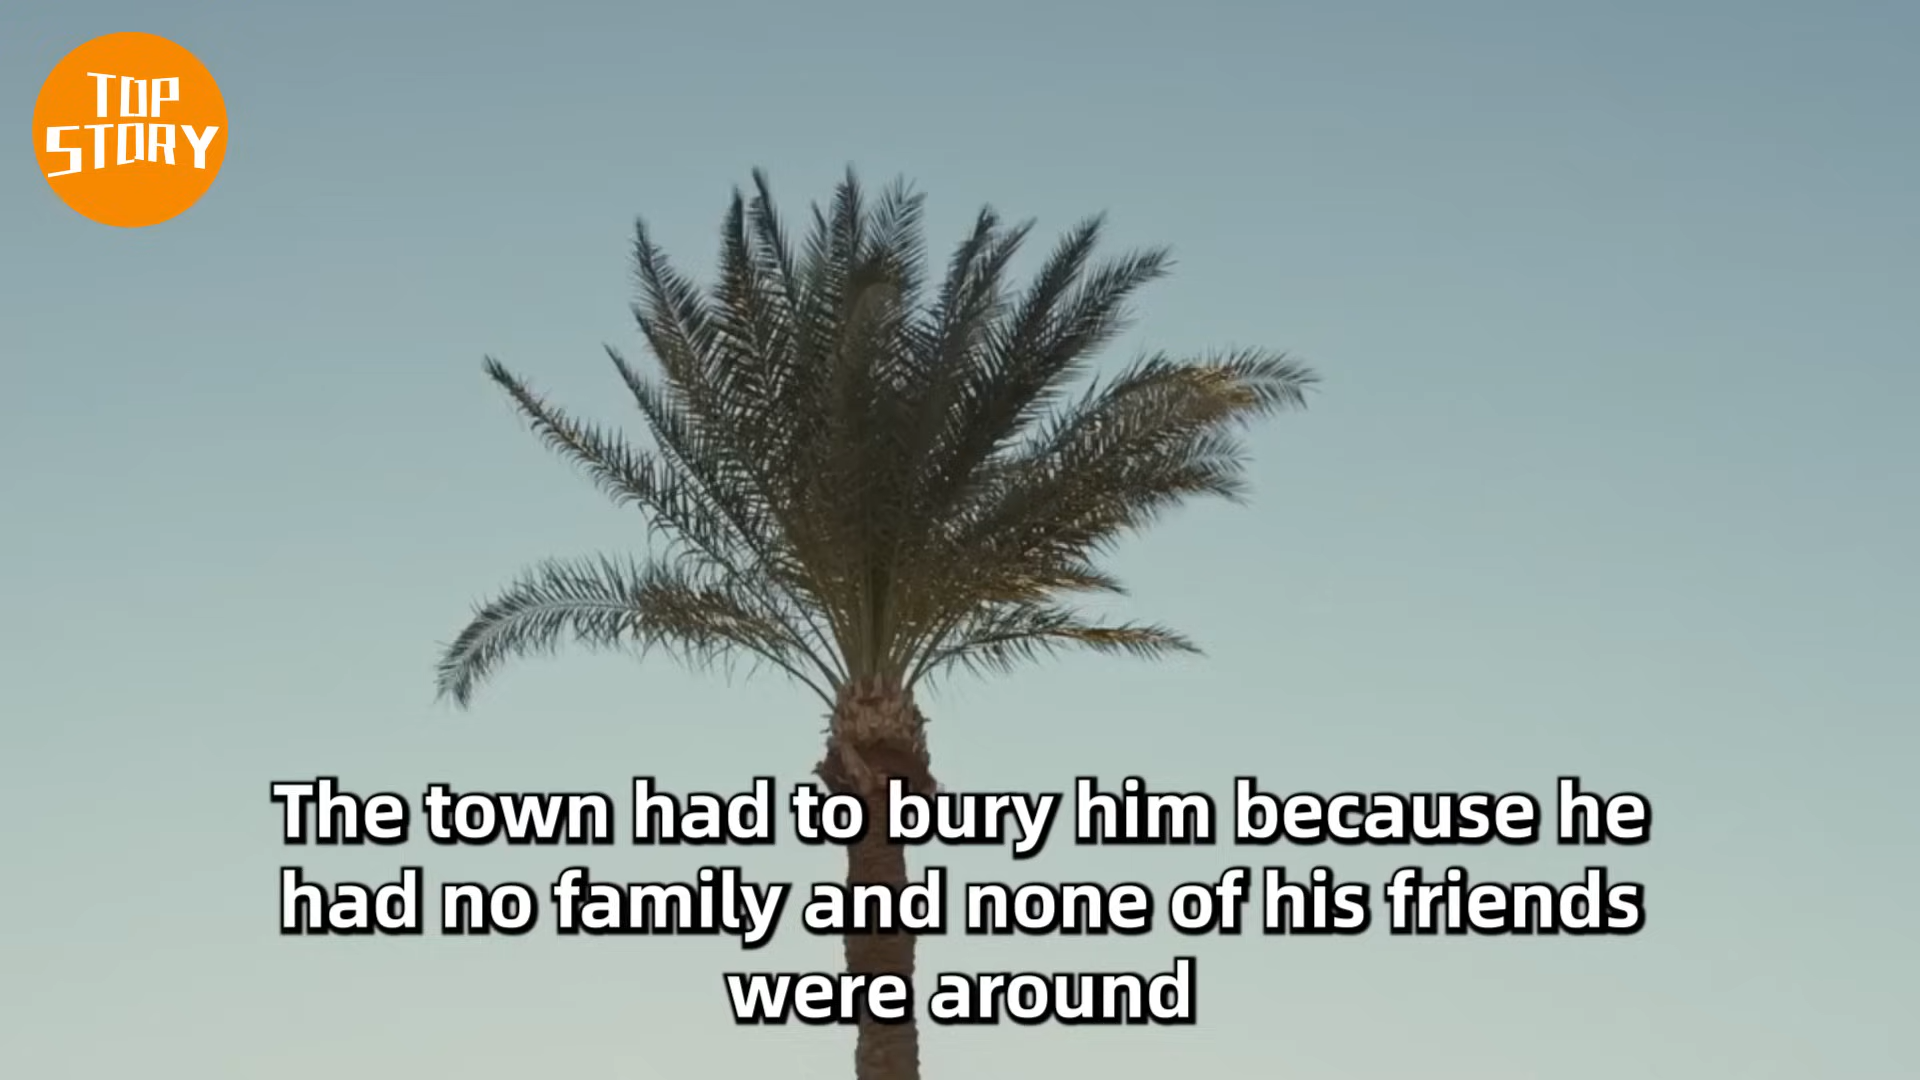 TOP
STORY
The town had to bury him because he
had no family and none of his friends
were around